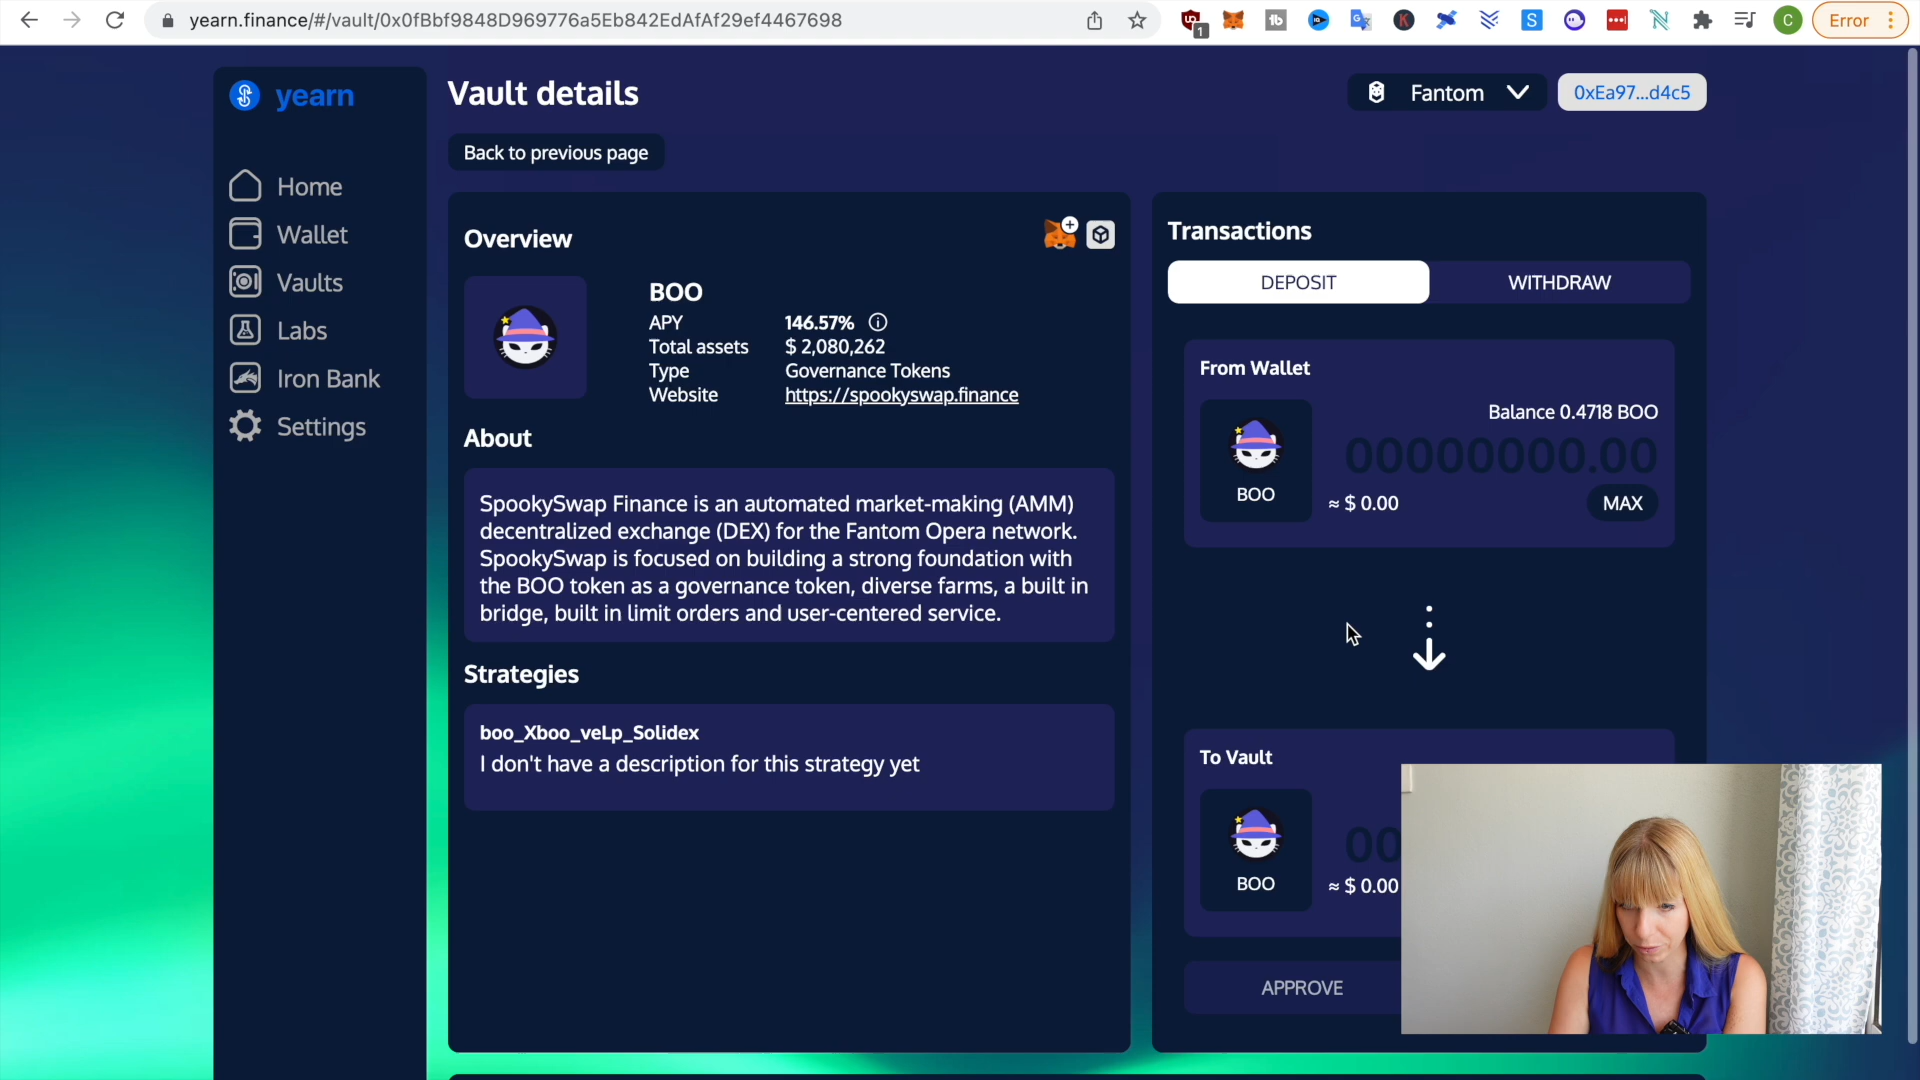 yearn.finance/#/vault/0x0fBbf9848D969776a5Eb842EdAfAf29ef4467698
1
C
Error
yearn
Home
Wallet
Vaults
Labs
Iron Bank
Settings
Vault details
Fantom
0xEa97...d4c5
Back to previous page
Overview
BOO
APY 146.57%
Total assets $ 2,080,262
Type Governance Tokens
Website https://spookyswap.finance
About
SpookySwap Finance is an automated market-making (AMM)
decentralized exchange (DEX) for the Fantom Opera network.
SpookySwap is focused on building a strong foundation with
the BOO token as a governance token, diverse farms, a built in
bridge, built in limit orders and user-centered service.
Strategies
boo_Xboo_veLp_Solidex
I don't have a description for this strategy yet
Transactions
DEPOSIT WITHDRAW
From Wallet
Balance 0.4718 BOO
00000000.00
BOO
≈ $ 0.00
MAX
To Vault
00
BOO
≈ $ 0.00
APPROVE